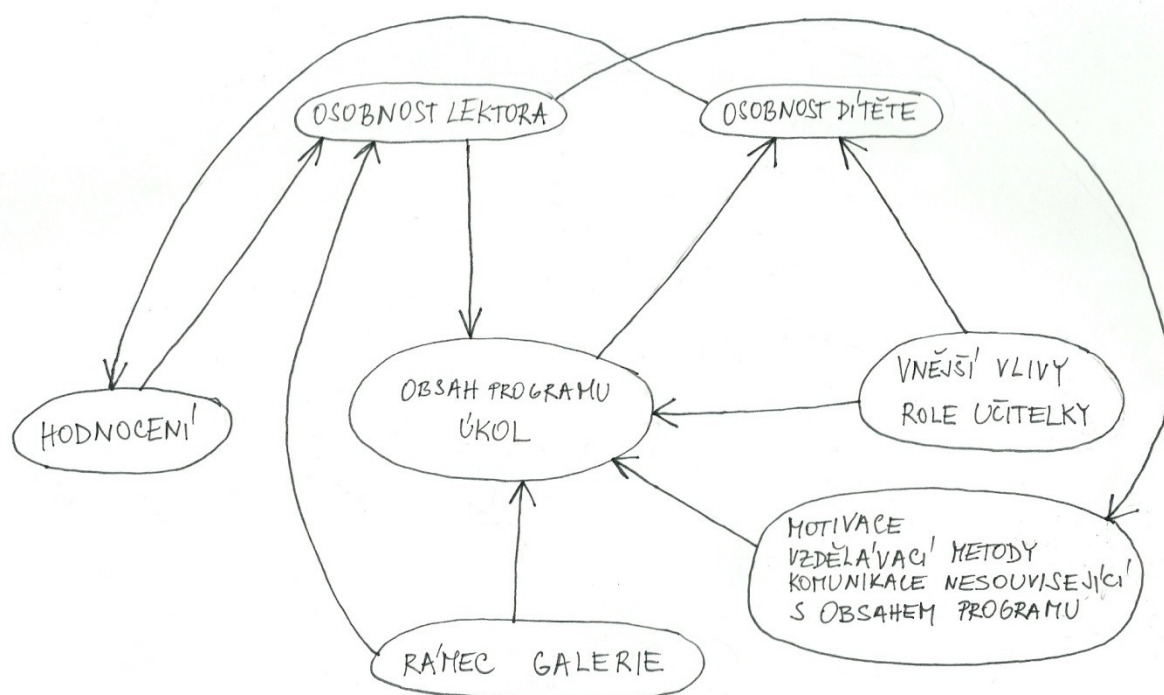 OSOBNOST LEKTORA
OSOBNOST DÍTĚTE
VNĚJŠÍ VLIVY
ROLE UČITELKY
OBSAH PROGRAMU
ÚKOL
HODNOCENÍ
MOTIVACE
VZDĚLÁVACÍ METODY
KOMUNIKACE NESOUVISEJÍCÍ
S OBSAHEM PROGRAMU
RÁMEC GALERIE